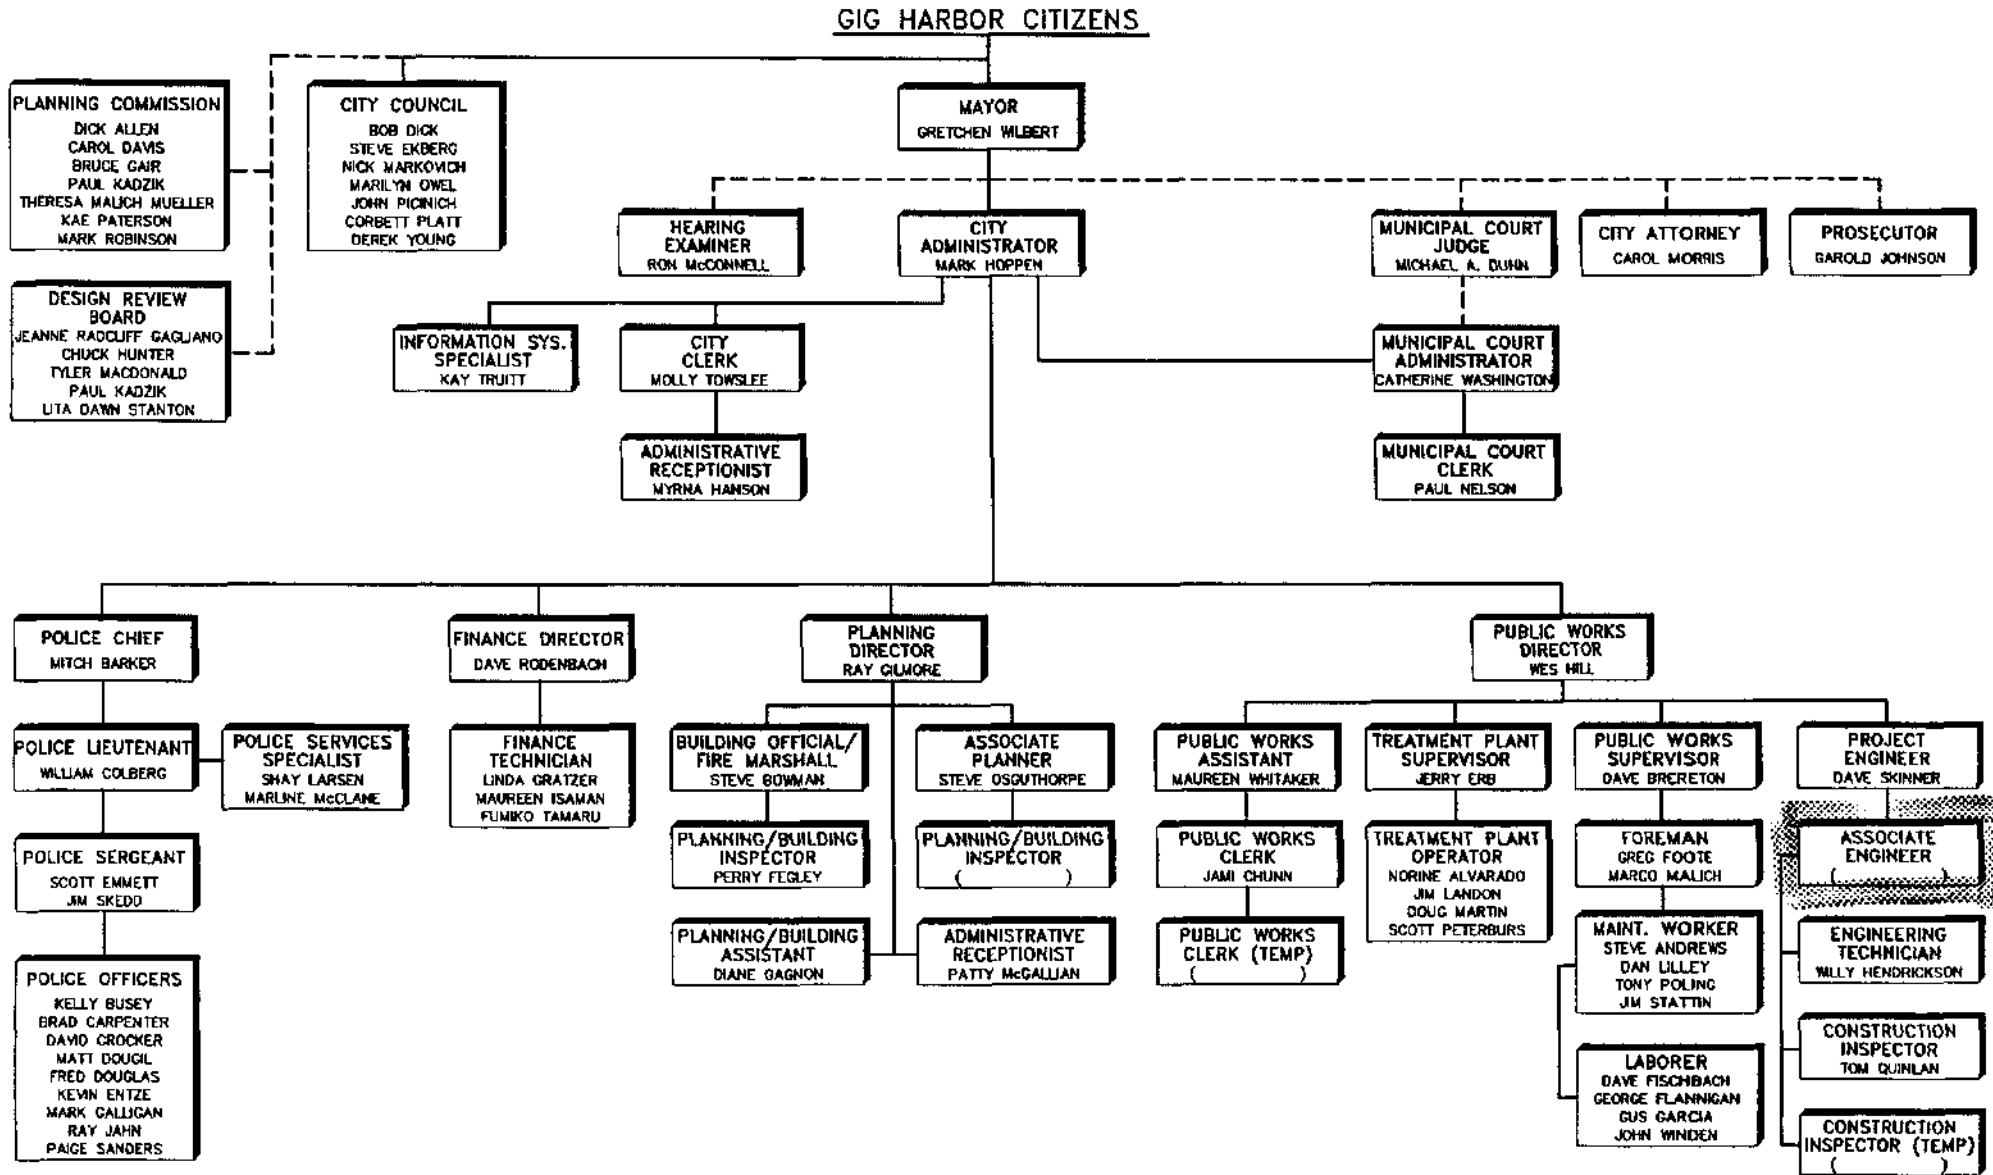 GIG HARBOR CITIZENS
PLANNING COMMISSION
DICK ALLEN
CAROL DAVIS
BRUCE GAIR
PAUL KADZIK
THERESA MALICH MUELLER
KAE PATERSON
MARK ROBINSON
CITY COUNCIL
BOB DICK
STEVE EKBERG
NICK MARKOVICH
MARILYN OWEL
JOHN PICINICH
CORBETT PLATT
DEREK YOUNG
MAYOR
GRETCHEN WILBERT
DESIGN REVIEW
BOARD
JEANNE RADCLIFF GAGLIANO
CHUCK HUNTER
TYLER MACDONALD
PAUL KADZIK
LITA DAWN STANTON
HEARING
EXAMINER
RON McCONNELL
CITY
ADMINISTRATOR
MARK HOPPEN
MUNICIPAL COURT
JUDGE
MICHAEL A. DUNN
CITY ATTORNEY
CAROL MORRIS
PROSECUTOR
GAROLD JOHNSON
INFORMATION SYS.
SPECIALIST
KAY TRUITT
CITY
CLERK
MOLLY TOWSLEE
MUNICIPAL COURT
ADMINISTRATOR
CATHERINE WASHINGTON
ADMINISTRATIVE
RECEPTIONIST
MYRNA HANSON
MUNICIPAL COURT
CLERK
PAUL NELSON
POLICE CHIEF
MITCH BARKER
FINANCE DIRECTOR
DAVE RODENBACH
PLANNING
DIRECTOR
RAY GILMORE
PUBLIC WORKS
DIRECTOR
WES HILL
POLICE LIEUTENANT
WILLIAM COLBERG
POLICE SERVICES
SPECIALIST
SHAY LARSEN
MARLINE McCLANE
FINANCE
TECHNICIAN
LINDA GRATZER
MAUREEN ISAMAN
FUMIKO TAMARU
BUILDING OFFICIAL/
FIRE MARSHALL
STEVE BOWMAN
ASSOCIATE
PLANNER
STEVE OSGUTHORPE
PUBLIC WORKS
ASSISTANT
MAUREEN WHITAKER
TREATMENT PLANT
SUPERVISOR
JERRY ERB
PUBLIC WORKS
SUPERVISOR
DAVE BRERETON
PROJECT
ENGINEER
DAVE SKINNER
POLICE SERGEANT
SCOTT EMMETT
JIM SKEDD
PLANNING/BUILDING
INSPECTOR
PERRY FEGLEY
PLANNING/BUILDING
INSPECTOR
( )
PUBLIC WORKS
CLERK
JAMI CHUNN
TREATMENT PLANT
OPERATOR
NORINE ALVARADO
JIM LANDON
DOUG MARTIN
SCOTT PETERBURS
FOREMAN
GREG FOOTE
MARCO MALICH
ASSOCIATE
ENGINEER
( )
PLANNING/BUILDING
ASSISTANT
DIANE GAGNON
ADMINISTRATIVE
RECEPTIONIST
PATTY McGALLIAN
PUBLIC WORKS
CLERK (TEMP)
( )
MAINT. WORKER
STEVE ANDREWS
DAN LILLEY
TONY POLING
JIM STATTIN
ENGINEERING
TECHNICIAN
WILLY HENDRICKSON
POLICE OFFICERS
KELLY BUSEY
BRAD CARPENTER
DAVID CROCKER
MATT DOUGIL
FRED DOUGLAS
KEVIN ENTZE
MARK GALLIGAN
RAY JAHN
PAIGE SANDERS
LABORER
DAVE FISCHBACH
GEORGE FLANNIGAN
GUS GARCIA
JOHN WINDEN
CONSTRUCTION
INSPECTOR
TOM QUINLAN
CONSTRUCTION
INSPECTOR (TEMP)
( )